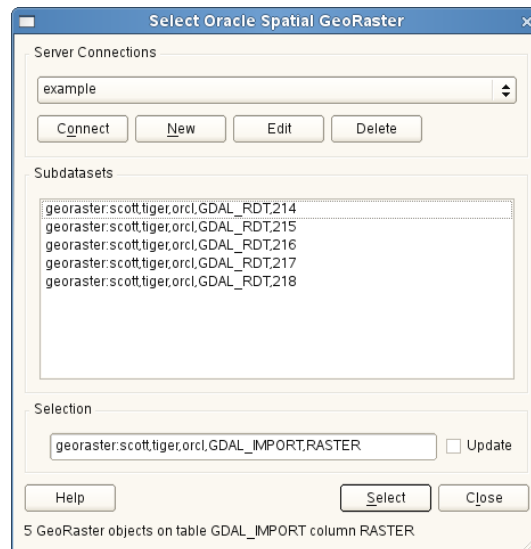 Select Oracle Spatial GeoRaster
Server Connections
example
Connect New Edit Delete
Subdatasets
georaster:scott,tiger,orcl,GDAL_RDT,214
georaster:scott,tiger,orcl,GDAL_RDT,215
georaster:scott,tiger,orcl,GDAL_RDT,216
georaster:scott,tiger,orcl,GDAL_RDT,217
georaster:scott,tiger,orcl,GDAL_RDT,218
Selection
georaster:scott,tiger,orcl,GDAL_IMPORT,RASTER Update
Help Select Close
5 GeoRaster objects on table GDAL_IMPORT column RASTER